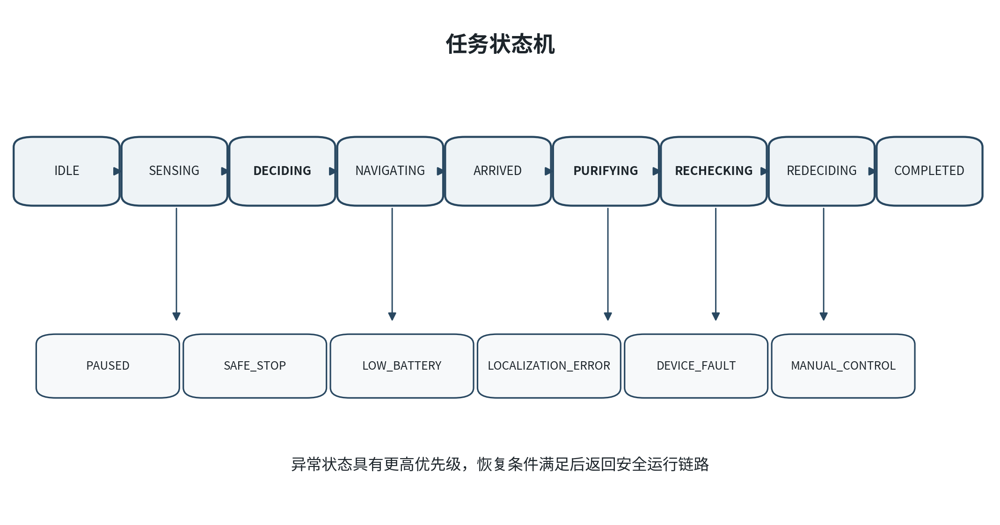 任务状态机
IDLE
SENSING
DECIDING
NAVIGATING
ARRIVED
PURIFYING
RECHECKING
REDECIDING
COMPLETED
PAUSED
SAFE_STOP
LOW_BATTERY
LOCALIZATION_ERROR
DEVICE_FAULT
MANUAL_CONTROL
异常状态具有更高优先级，恢复条件满足后返回安全运行链路